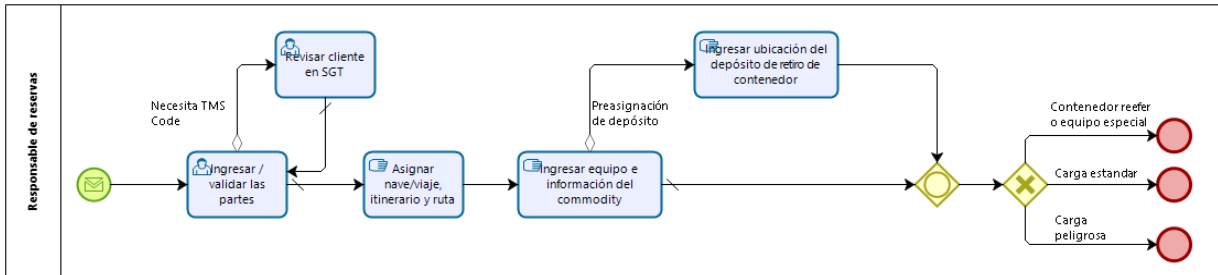 Responsable de reservas
Revisar cliente
en SGT
Necesita TMS
Code
Ingresar /
validar las
partes
Asignar
nave/viaje,
itinerario y ruta
Ingresar equipo e
información del
commodity
Preasignación
de depósito
Ingresar ubicación del
depósito de retiro de
contenedor
Contenedor reefer
o equipo especial
Carga estandar
Carga
peligrosa